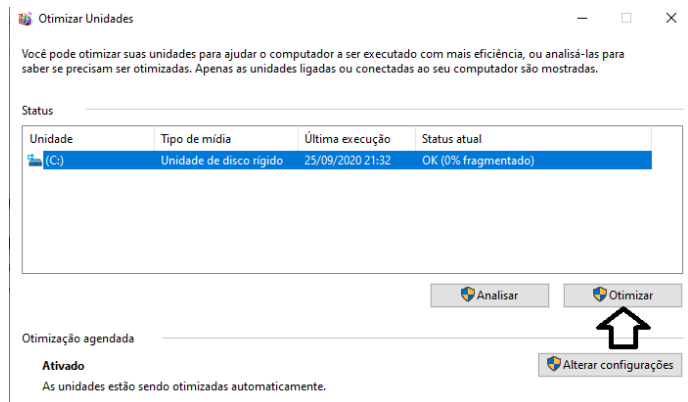 Otimizar Unidades
Você pode otimizar suas unidades para ajudar o computador a ser executado com mais eficiência, ou analisá-las para
saber se precisam ser otimizadas. Apenas as unidades ligadas ou conectadas ao seu computador são mostradas.
Status
Unidade Tipo de mídia Última execução Status atual
(C:) Unidade de disco rígido 25/09/2020 21:32 OK (0% fragmentado)
Analisar Otimizar
Otimização agendada
Ativado Alterar configurações
As unidades estão sendo otimizadas automaticamente.